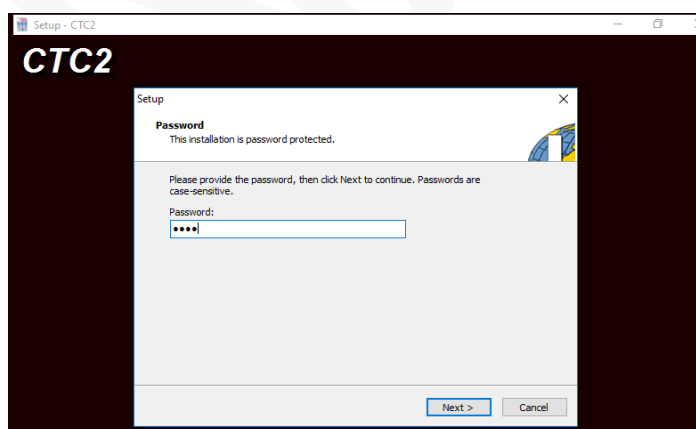 Setup - CTC2
CTC2
Setup
Password
This installation is password protected.
Please provide the password, then click Next to continue. Passwords are
case-sensitive.
Password:
••••
Next >
Cancel